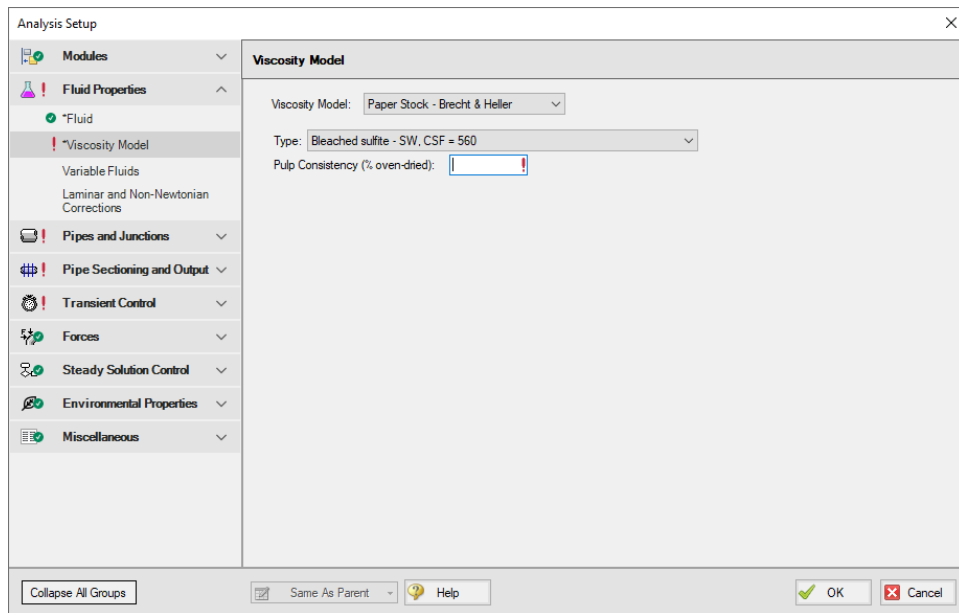 Analysis Setup
Modules
Fluid Properties
*Fluid
*Viscosity Model
Variable Fluids
Laminar and Non-Newtonian
Corrections
Pipes and Junctions
Pipe Sectioning and Output
Transient Control
Forces
Steady Solution Control
Environmental Properties
Miscellaneous
Viscosity Model
Viscosity Model: Paper Stock - Brecht & Heller
Type: Bleached sulfite - SW, CSF = 560
Pulp Consistency (% oven-dried):
Collapse All Groups
Same As Parent
Help
OK
Cancel